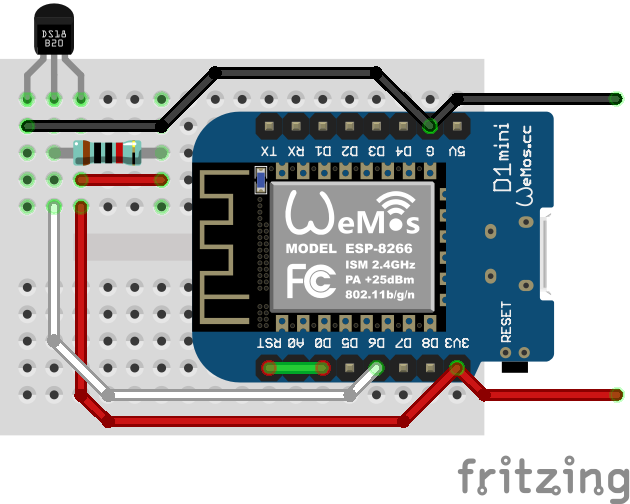 DS18
B20
TX
RX
D1
D2
D3
D4
G
5V
D1 mini
WeMos.cc
WeMos
MODEL ESP-8266
ISM 2.4GHz
PA +25dBm
802.11b/g/n
FC
RST
A0
D0
D5
D6
D7
D8
3V3
RESET
fritzing